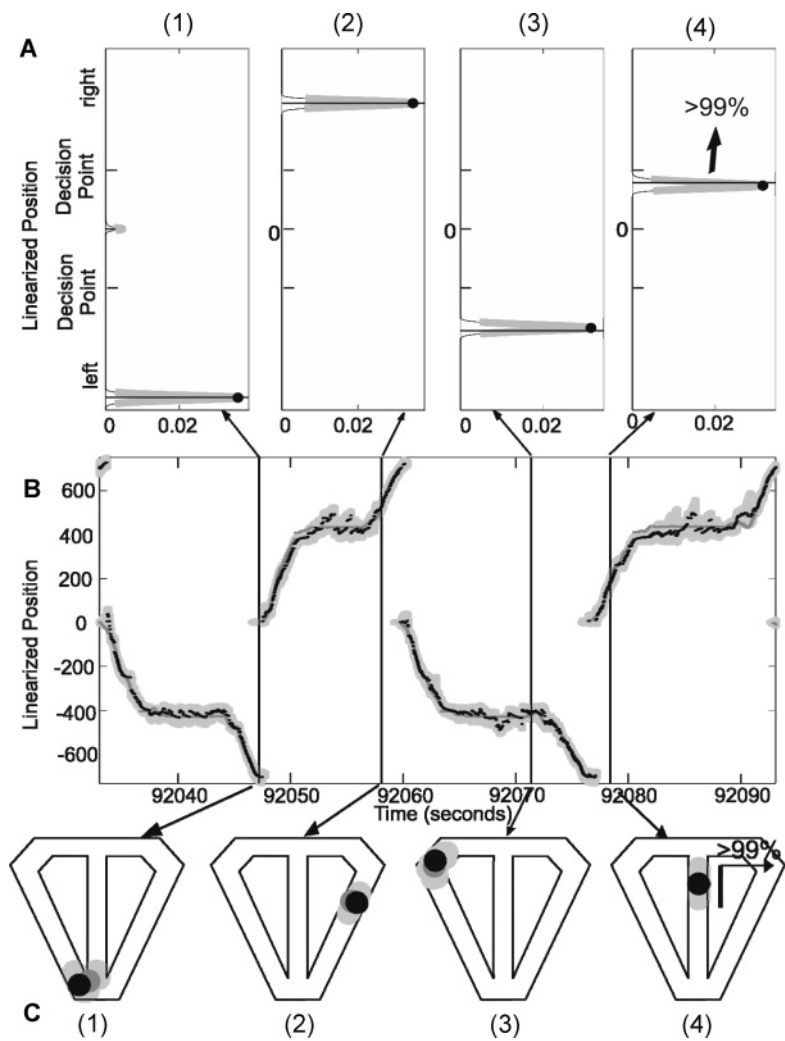 (1) (2) (3) (4)
A
right
Decision
Point
Decision
Point
left
Linearized Position
0
0
0
>99%
0 0.02
0 0.02
0 0.02
0 0.02
B
Linearized Position
600
400
200
0
-200
-400
-600
92040 92050 92060 92070 92080 92090
Time (seconds)
>99%
C
(1) (2) (3) (4)